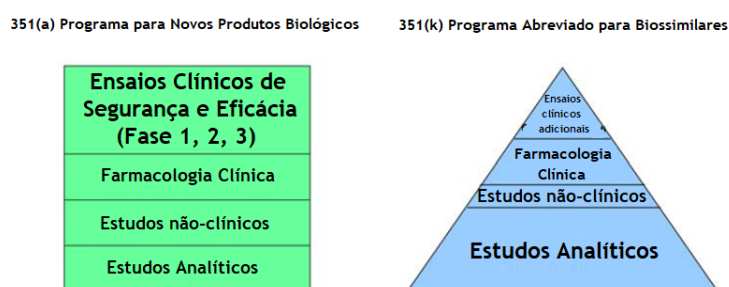 351(a) Programa para Novos Produtos Biológicos
351(k) Programa Abreviado para Biossimilares
Ensaios Clínicos de
Segurança e Eficácia
(Fase 1, 2, 3)
Farmacologia Clínica
Estudos não-clínicos
Estudos Analíticos
Ensaios
clínicos
adicionais
Farmacologia
Clínica
Estudos não-clínicos
Estudos Analíticos